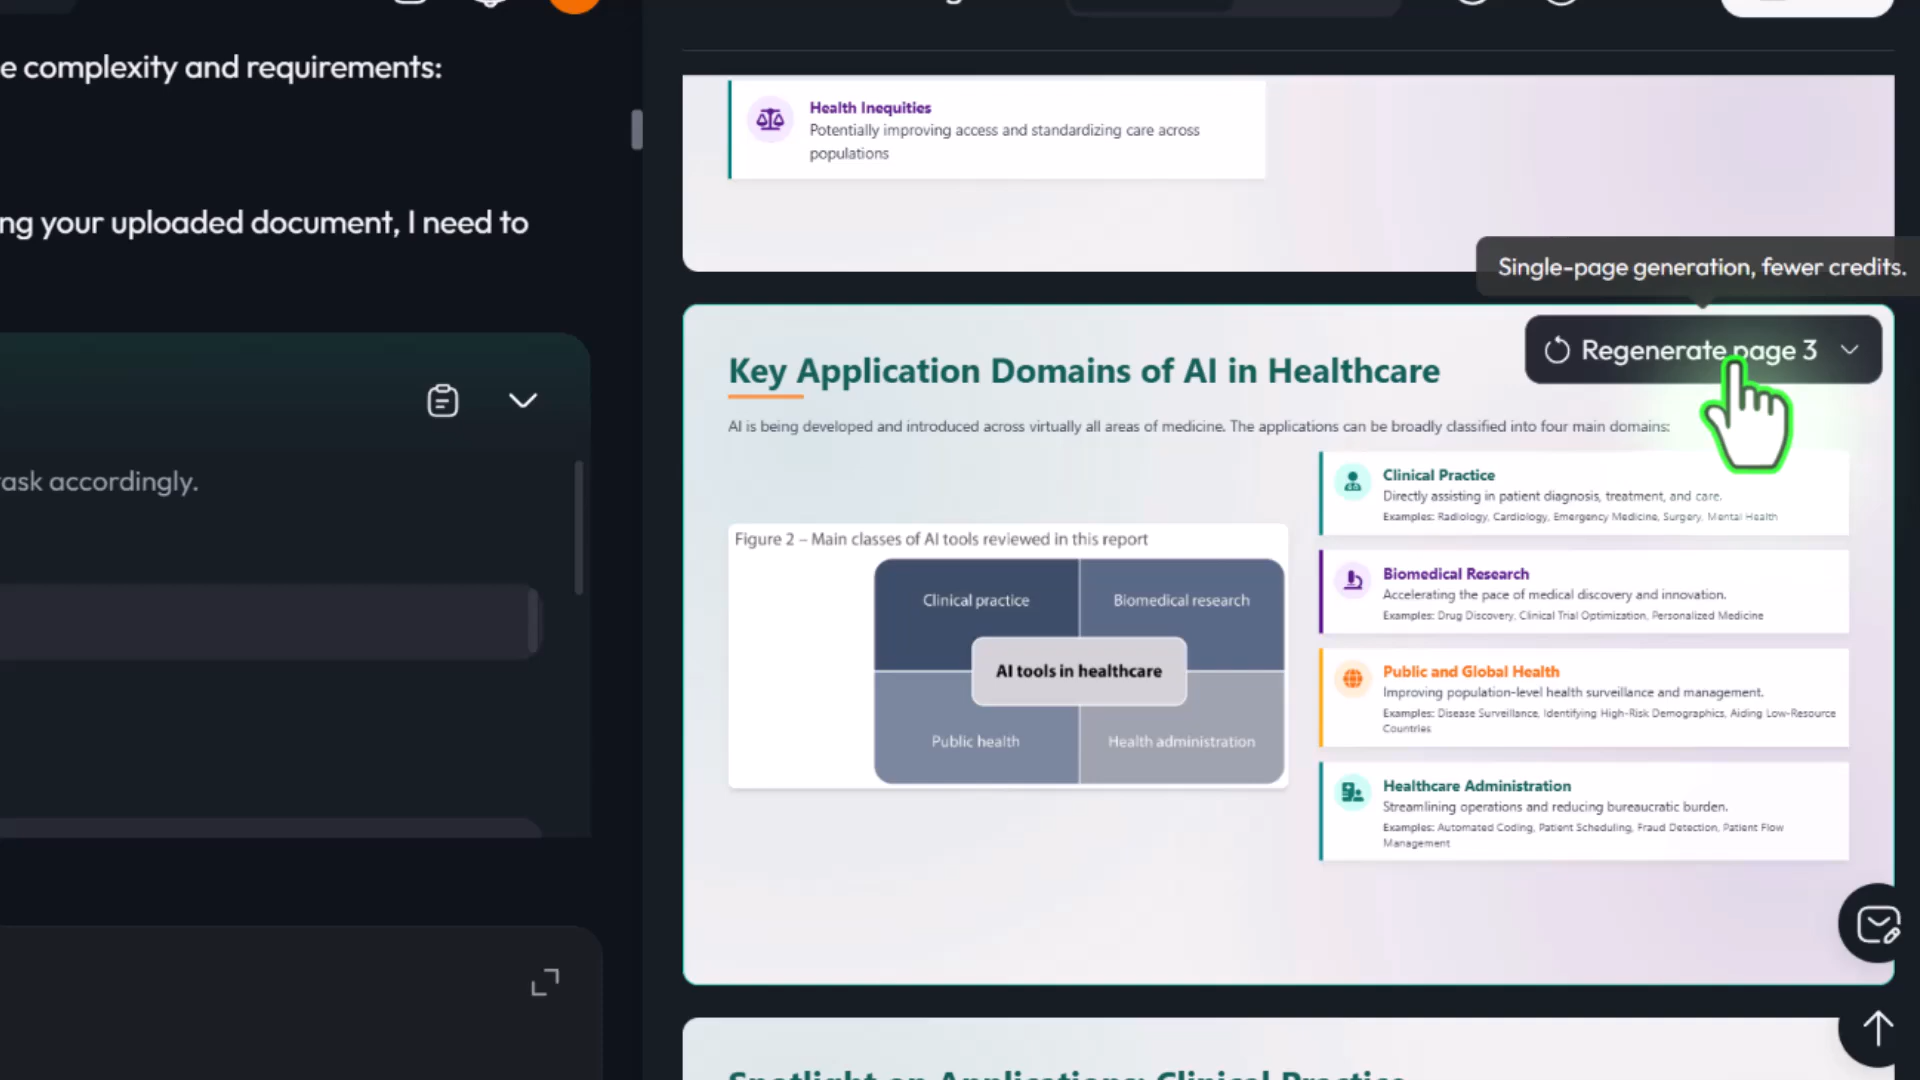 e complexity and requirements:
ng your uploaded document, I need to
ask accordingly.
Health Inequities
Potentially improving access and standardizing care across
populations
Single-page generation, fewer credits.
Regenerate page 3
Key Application Domains of AI in Healthcare
AI is being developed and introduced across virtually all areas of medicine. The applications can be broadly classified into four main domains:
Figure 2 – Main classes of AI tools reviewed in this report
Clinical practice
Biomedical research
AI tools in healthcare
Public health
Health administration
Clinical Practice
Directly assisting in patient diagnosis, treatment, and care.
Examples: Radiology, Cardiology, Emergency Medicine, Surgery, Mental Health
Biomedical Research
Accelerating the pace of medical discovery and innovation.
Examples: Drug Discovery, Clinical Trial Optimization, Personalized Medicine
Public and Global Health
Improving population-level health surveillance and management.
Examples: Disease Surveillance, Identifying High-Risk Demographics, Aiding Low-Resource
Countries
Healthcare Administration
Streamlining operations and reducing bureaucratic burden.
Examples: Automated Coding, Patient Scheduling, Fraud Detection, Patient Flow
Management
Spotlight on Applications: Clinical Practice